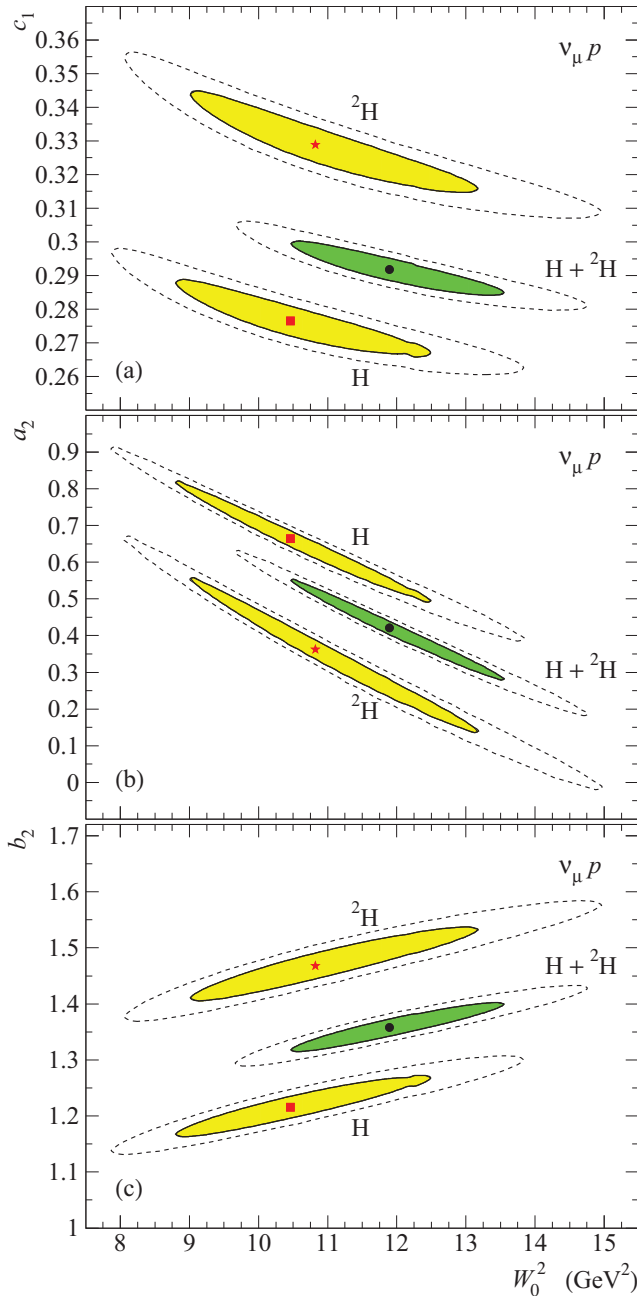 c₁
0.36
ν_μ p
0.35
²H
0.34
0.33
0.32
0.31
0.3
H + ²H
0.29
0.28
0.27
0.26
(a)
H
a₂
0.9
ν_μ p
0.8
0.7
H
0.6
0.5
0.4
0.3
H + ²H
0.2
²H
0.1
0
(b)
b₂
1.7
ν_μ p
1.6
²H
1.5
H + ²H
1.4
1.3
1.2
H
1.1
(c)
1
8 9 10 11 12 13 14 15
W₀² (GeV²)